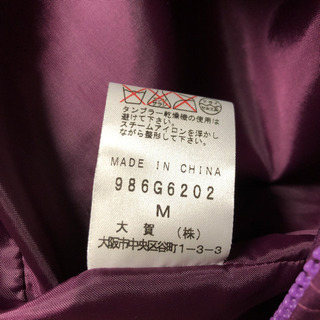 タンブラー乾燥機の使用は
避けて下さい
スチームアイロンを浮かし
ながら整形して下さい
MADE IN CHINA
986G6202
M
大賀(株)
大阪市中央区谷町1-3-3